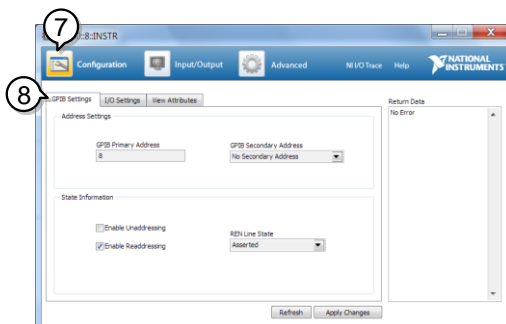 7
::8::INSTR
Configuration
Input/Output
Advanced
NI I/O Trace
Help
NATIONAL
INSTRUMENTS
8
GPIB Settings
I/O Settings
View Attributes
Return Data
No Error
Address Settings
GPIB Primary Address
8
GPIB Secondary Address
No Secondary Address
State Information
Enable Unaddressing
Enable Readdressing
REN Line State
Asserted
Refresh
Apply Changes